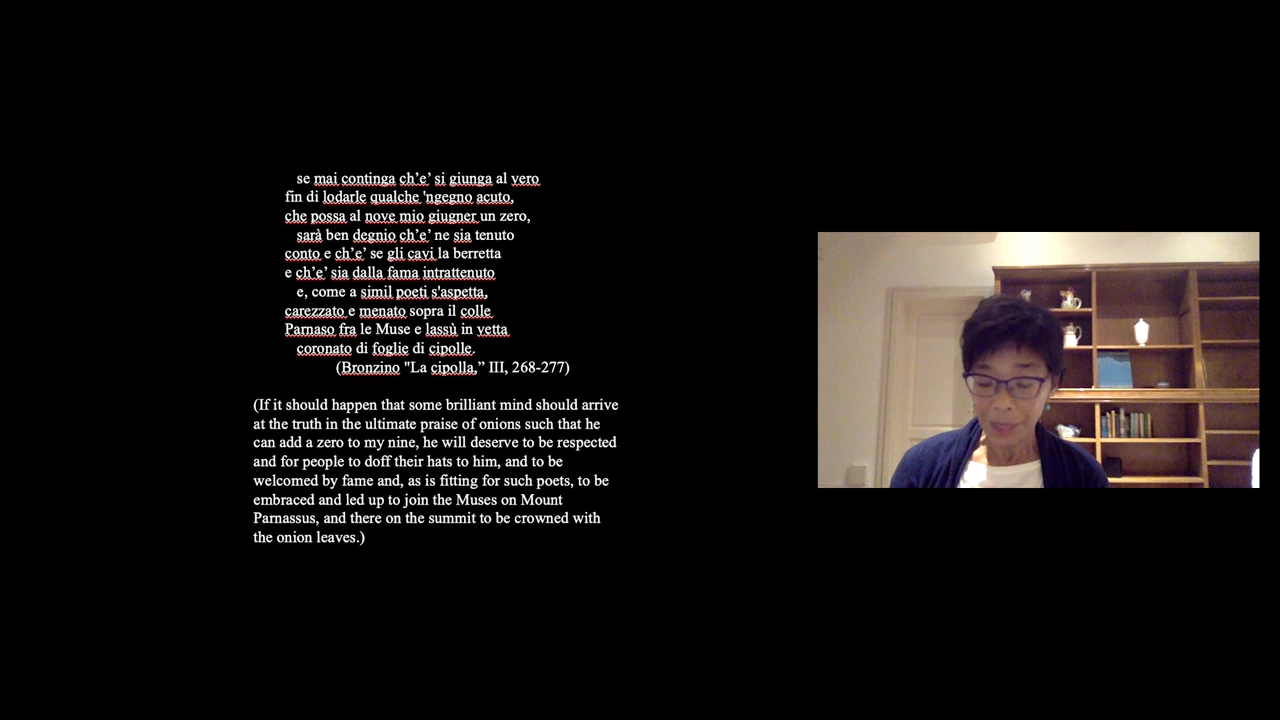 se mai continga ch’e’ si giunga al vero
fin di lodarle qualche 'ngegno acuto,
che possa al nove mio giugner un zero,
sarà ben degnio ch’e’ ne sia tenuto
conto e ch’e’ se gli cavi la berretta
e ch’e’ sia dalla fama intrattenuto
e, come a simil poeti s'aspetta,
carezzato e menato sopra il colle
Parnaso fra le Muse e lassù in vetta
coronato di foglie di cipolle.
(Bronzino "La cipolla,” III, 268-277)
(If it should happen that some brilliant mind should arrive
at the truth in the ultimate praise of onions such that he
can add a zero to my nine, he will deserve to be respected
and for people to doff their hats to him, and to be
welcomed by fame and, as is fitting for such poets, to be
embraced and led up to join the Muses on Mount
Parnassus, and there on the summit to be crowned with
the onion leaves.)